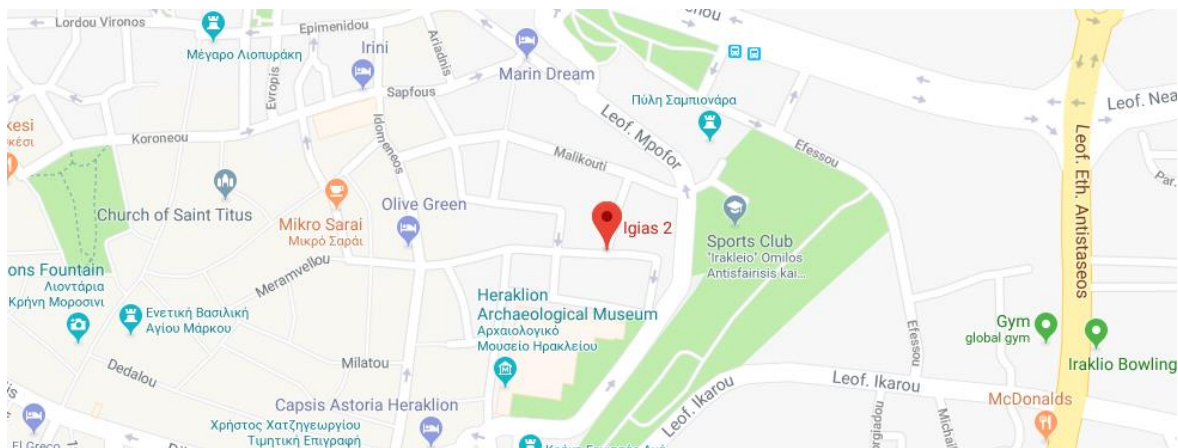 Lordou Vironos
Epimenidou
Μέγαρο Λιοπυράκη
Evropis
Irini
Ariadnis
Sapfous
Marin Dream
Koroneou
Idomeneos
Leof. Mpofor
Malikouti
Πύλη Σαμπιονάρα
Efessou
Leof. Nea
Leof. Eth. Antistaseos
Par.
Church of Saint Titus
Mikro Sarai
Μικρό Σαράι
Olive Green
Igias 2
Sports Club
"Irakleio" Omilos
Antisfairisis kai...
ons Fountain
Λιοντάρια
Κρήνη Μοροσίνι
Meramvellou
Ενετική Βασιλική
Αγίου Μάρκου
Heraklion
Archaeological Museum
Αρχαιολογικό
Μουσείο Ηρακλείου
Efessou
Gym
global gym
Iraklio Bowling
Dedalou
Milatou
Leof. Ikarou
Leof. Ikarou
McDonalds
Capsis Astoria Heraklion
Χρήστος Χατζηγεωργίου
Τιμητική Επιγραφή
El Greco